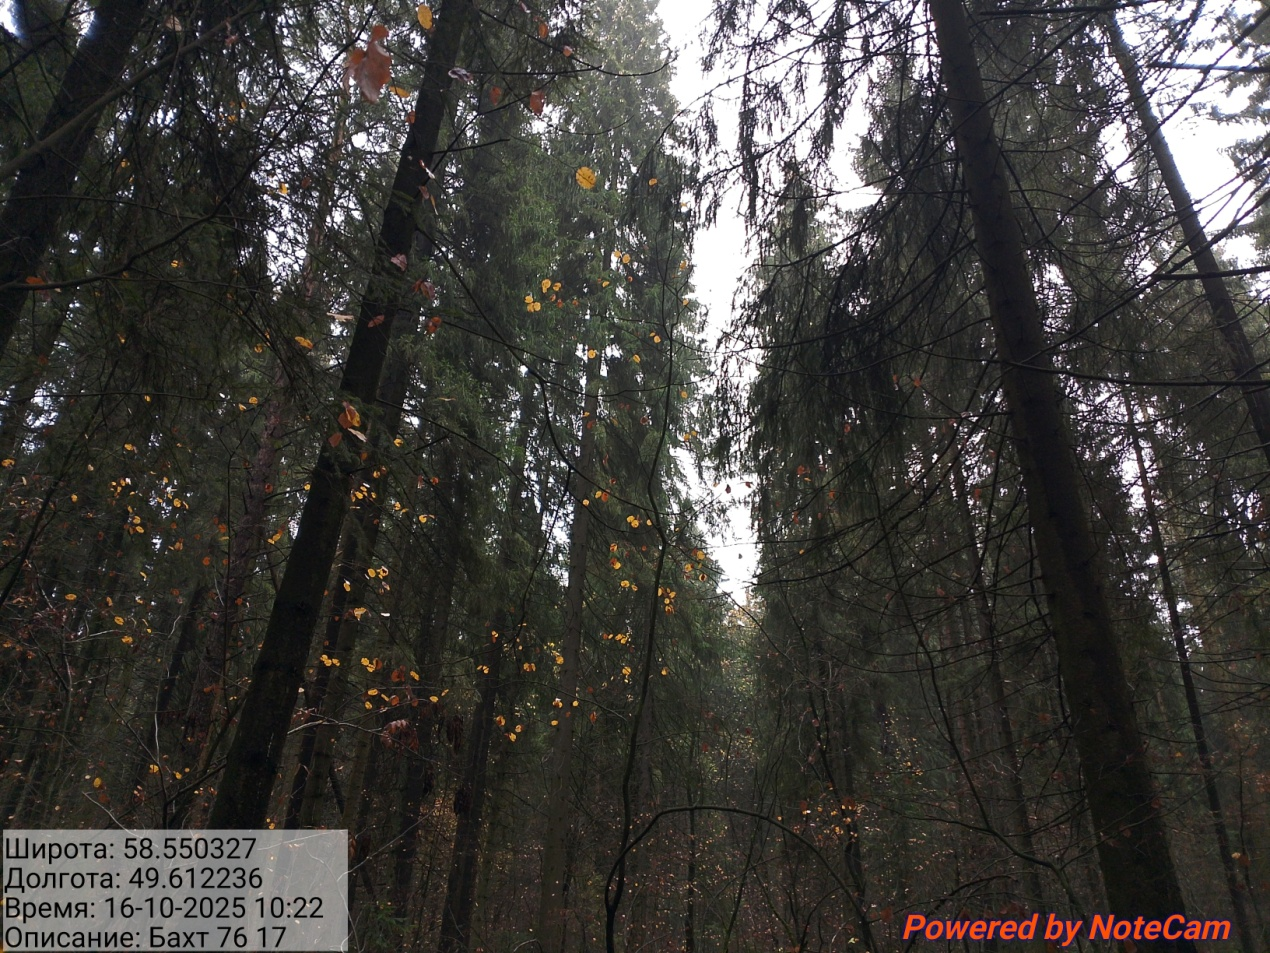 Широта: 58.550327
Долгота: 49.612236
Время: 16-10-2025 10:22
Описание: Бахт 76 17
Powered by NoteCam